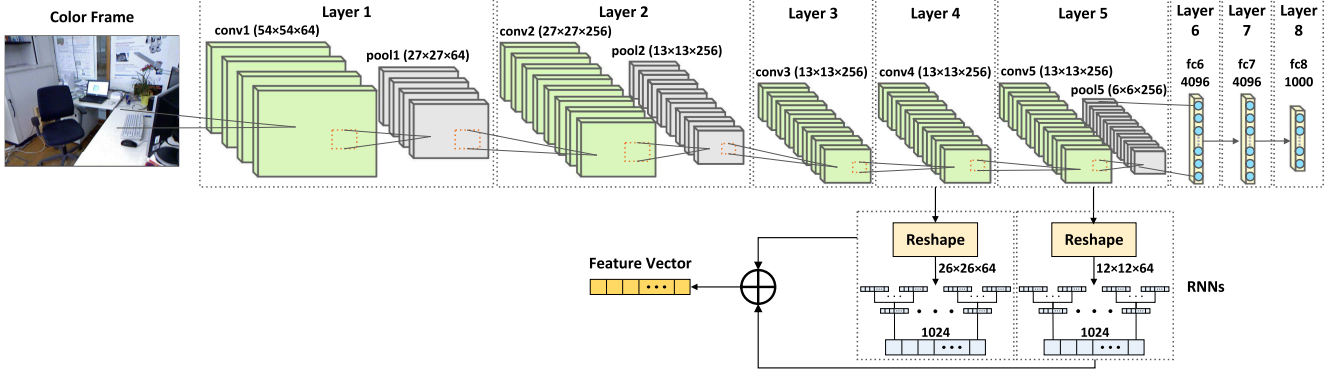 Color Frame
Layer 1
Layer 2
Layer 3
Layer 4
Layer 5
Layer
6
Layer
7
Layer
8
conv1 (54×54×64)
pool1 (27×27×64)
conv2 (27×27×256)
pool2 (13×13×256)
conv3 (13×13×256)
conv4 (13×13×256)
conv5 (13×13×256)
pool5 (6×6×256)
fc6
4096
fc7
4096
fc8
1000
Reshape
Reshape
26×26×64
12×12×64
Feature Vector
RNNs
1024
1024